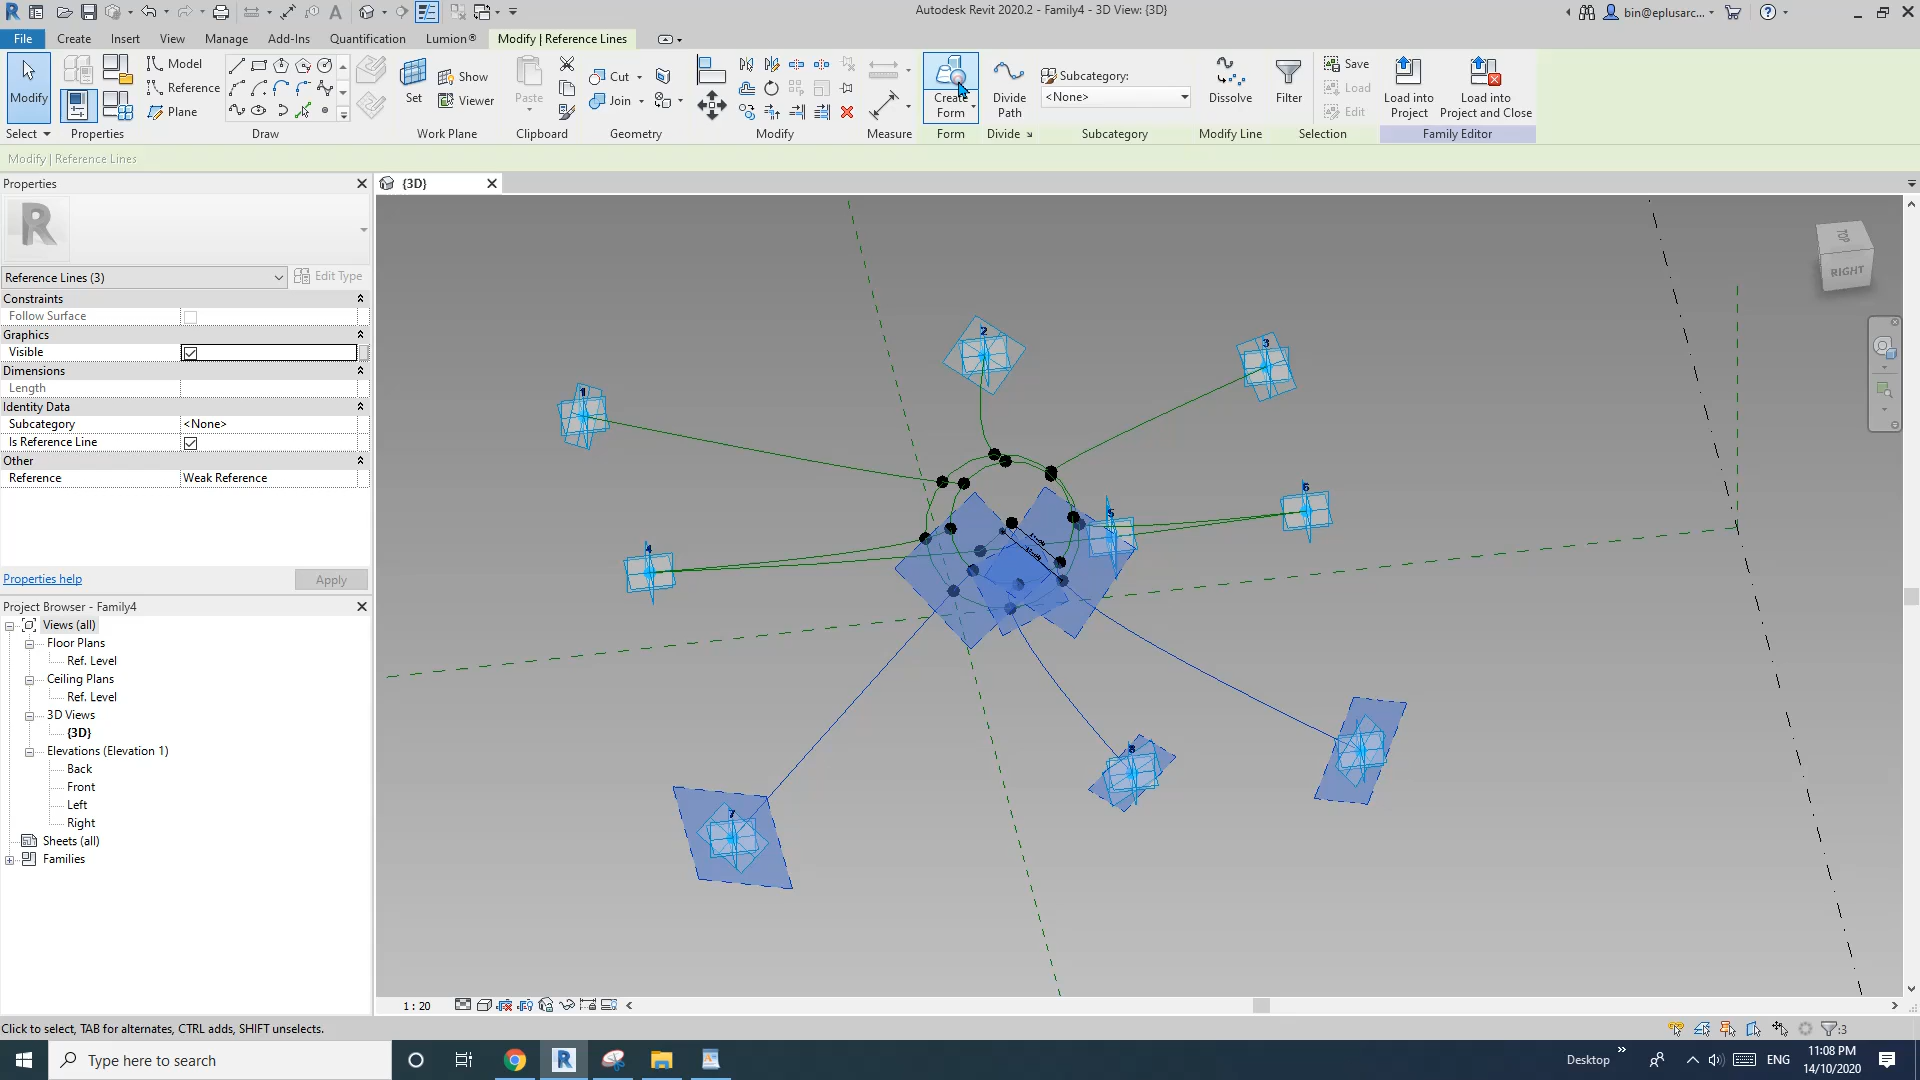 Autodesk Revit 2020.2 - Family4 - 3D View: {3D}
bin@eplusarc...
File Create Insert View Manage Add-Ins Quantification Lumion® Modify | Reference Lines
Modify
Paste
Model
Reference
Plane
Set
Show
Viewer
Cut
Join
Create
Form
Divide
Path
Subcategory:
<None>
Dissolve
Filter
Save
Load
Edit
Load into
Project
Load into
Project and Close
Select Properties Draw Work Plane Clipboard Geometry Modify Measure Form Divide Subcategory Modify Line Selection Family Editor
Modify | Reference Lines
Properties
{3D}
Reference Lines (3)
Edit Type
Constraints
Follow Surface
Graphics
Visible
Dimensions
Length
Identity Data
Subcategory <None>
Is Reference Line
Other
Reference Weak Reference
Properties help
Apply
Project Browser - Family4
Views (all)
Floor Plans
Ref. Level
Ceiling Plans
Ref. Level
3D Views
{3D}
Elevations (Elevation 1)
Back
Front
Left
Right
Sheets (all)
Families
TOP
RIGHT
1
2
3
4
5
6
7
8
1 : 20
Click to select, TAB for alternates, CTRL adds, SHIFT unselects.
:3
Type here to search
Desktop
ENG
11:08 PM
14/10/2020